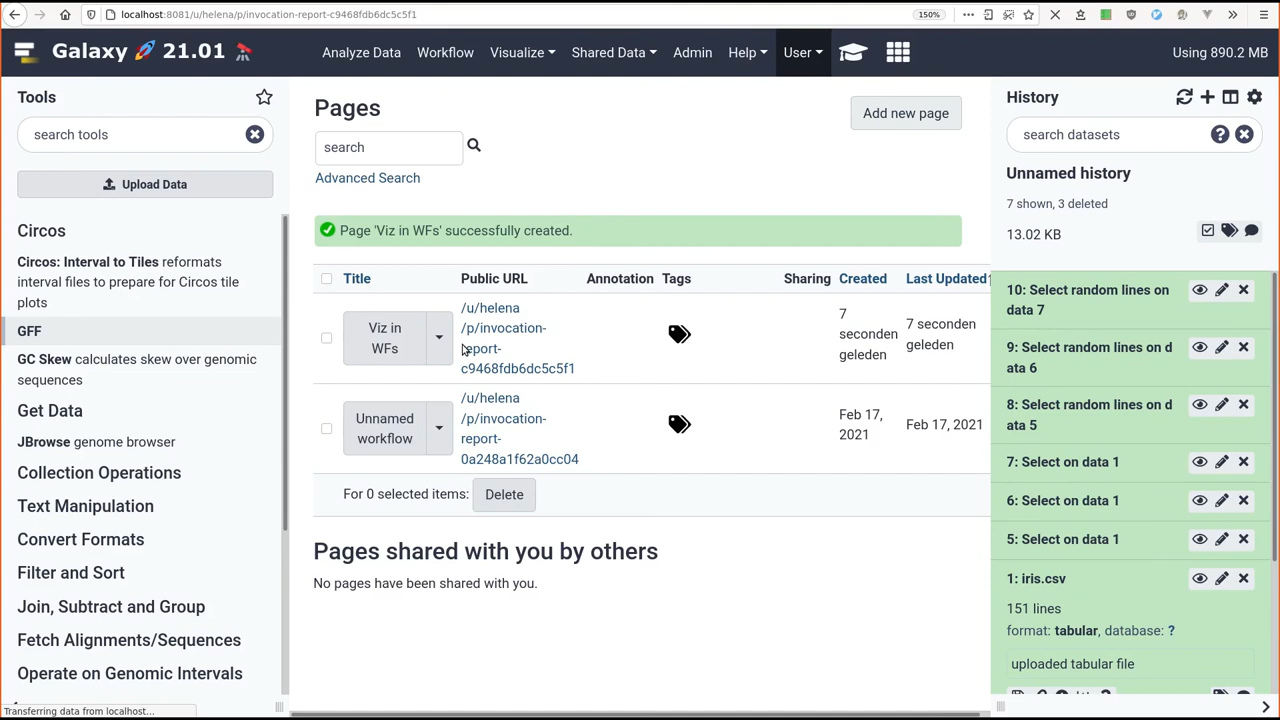 localhost:8081/u/helena/p/invocation-report-c9468fdb6dc5c5f1
150%
Galaxy 21.01
Analyze Data
Workflow
Visualize
Shared Data
Admin
Help
User
Using 890.2 MB
Tools
search tools
Upload Data
Circos
Circos: Interval to Tiles reformats
interval files to prepare for Circos tile
plots
GFF
GC Skew calculates skew over genomic
sequences
Get Data
JBrowse genome browser
Collection Operations
Text Manipulation
Convert Formats
Filter and Sort
Join, Subtract and Group
Fetch Alignments/Sequences
Operate on Genomic Intervals
Transferring data from localhost...
Pages
Add new page
search
Advanced Search
Page 'Viz in WFs' successfully created.
Title
Public URL
Annotation
Tags
Sharing
Created
Last Updated↑
Viz in
WFs
/u/helena
/p/invocation-
report-
c9468fdb6dc5c5f1
7
seconden
geleden
7 seconden
geleden
Unnamed
workflow
/u/helena
/p/invocation-
report-
0a248a1f62a0cc04
Feb 17,
2021
Feb 17, 2021
For 0 selected items:
Delete
Pages shared with you by others
No pages have been shared with you.
History
search datasets
Unnamed history
7 shown, 3 deleted
13.02 KB
10: Select random lines on
data 7
9: Select random lines on d
ata 6
8: Select random lines on d
ata 5
7: Select on data 1
6: Select on data 1
5: Select on data 1
1: iris.csv
151 lines
format: tabular, database: ?
uploaded tabular file